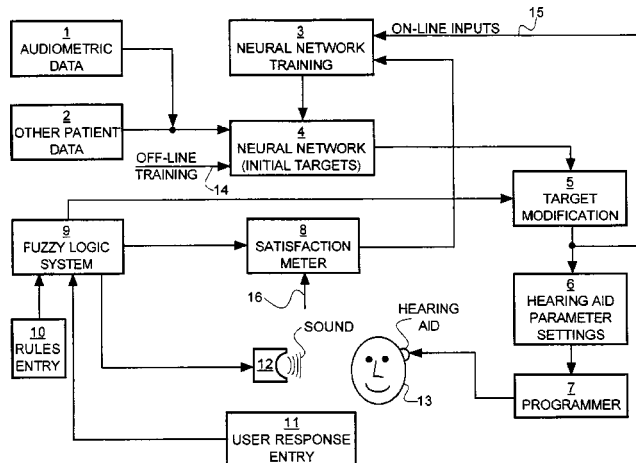 1
AUDIOMETRIC
DATA
3
NEURAL NETWORK
TRAINING
ON-LINE INPUTS
15
2
OTHER PATIENT
DATA
4
NEURAL NETWORK
(INITIAL TARGETS)
OFF-LINE
TRAINING
14
5
TARGET
MODIFICATION
9
FUZZY LOGIC
SYSTEM
8
SATISFACTION
METER
16
6
HEARING AID
PARAMETER
SETTINGS
10
RULES
ENTRY
SOUND
12
HEARING
AID
13
7
PROGRAMMER
11
USER RESPONSE
ENTRY